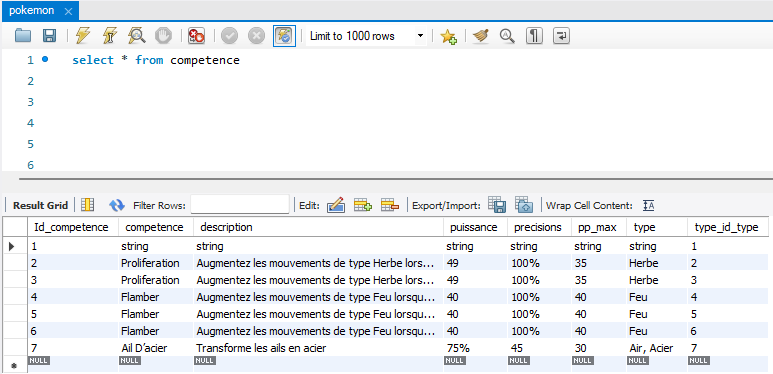 pokemon ×
Limit to 1000 rows
1 select * from competence
2
3
4
5
6
Result Grid Filter Rows: Edit: Export/Import: Wrap Cell Content: IA
Id_competence competence description puissance precisions pp_max type type_id_type
1 string string string string string string 1
2 Proliferation Augmentez les mouvements de type Herbe lors... 49 100% 35 Herbe 2
3 Proliferation Augmentez les mouvements de type Herbe lors... 49 100% 35 Herbe 3
4 Flamber Augmentez les mouvements de type Feu lorsqu... 40 100% 40 Feu 4
5 Flamber Augmentez les mouvements de type Feu lorsqu... 40 100% 40 Feu 5
6 Flamber Augmentez les mouvements de type Feu lorsqu... 40 100% 40 Feu 6
7 Ail D’acier Transforme les ails en acier 75% 45 30 Air, Acier 7
NULL NULL NULL NULL NULL NULL NULL NULL